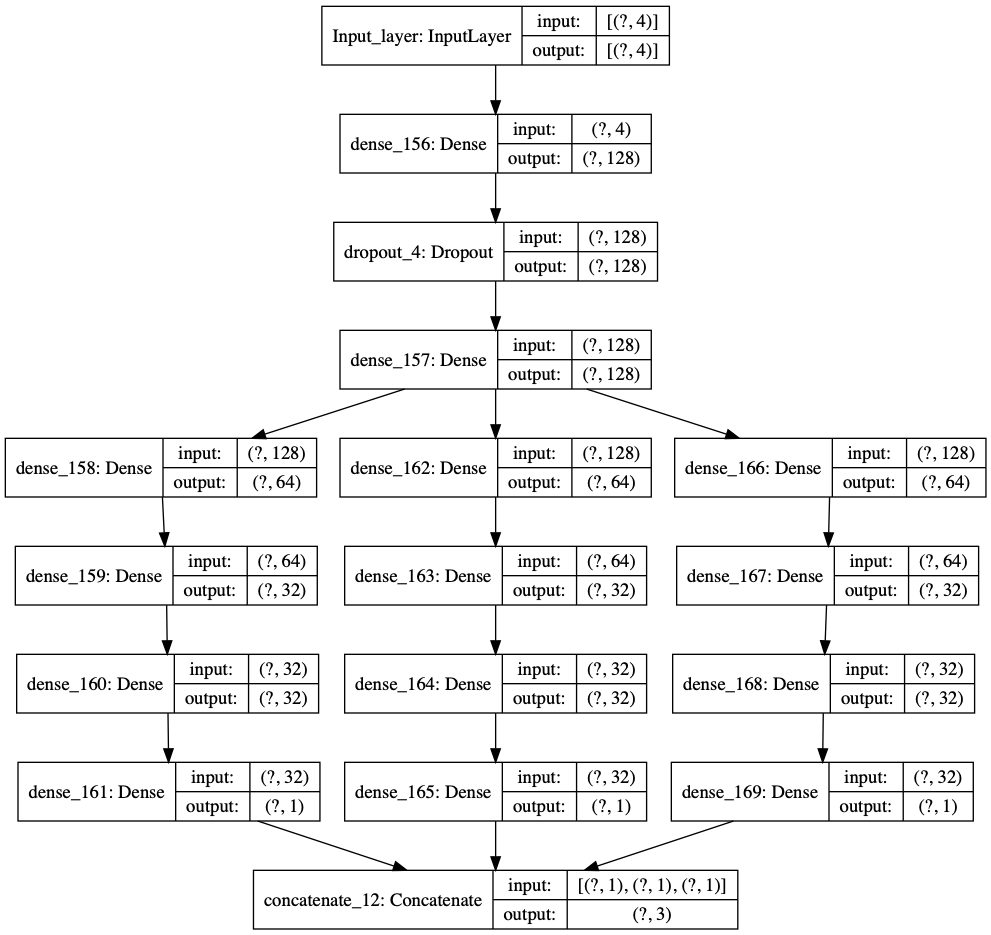 Input_layer: InputLayer
input: [(?, 4)]
output: [(?, 4)]
dense_156: Dense
input: (?, 4)
output: (?, 128)
dropout_4: Dropout
input: (?, 128)
output: (?, 128)
dense_157: Dense
input: (?, 128)
output: (?, 128)
dense_158: Dense
input: (?, 128)
output: (?, 64)
dense_162: Dense
input: (?, 128)
output: (?, 64)
dense_166: Dense
input: (?, 128)
output: (?, 64)
dense_159: Dense
input: (?, 64)
output: (?, 32)
dense_163: Dense
input: (?, 64)
output: (?, 32)
dense_167: Dense
input: (?, 64)
output: (?, 32)
dense_160: Dense
input: (?, 32)
output: (?, 32)
dense_164: Dense
input: (?, 32)
output: (?, 32)
dense_168: Dense
input: (?, 32)
output: (?, 32)
dense_161: Dense
input: (?, 32)
output: (?, 1)
dense_165: Dense
input: (?, 32)
output: (?, 1)
dense_169: Dense
input: (?, 32)
output: (?, 1)
concatenate_12: Concatenate
input: [(?, 1), (?, 1), (?, 1)]
output: (?, 3)